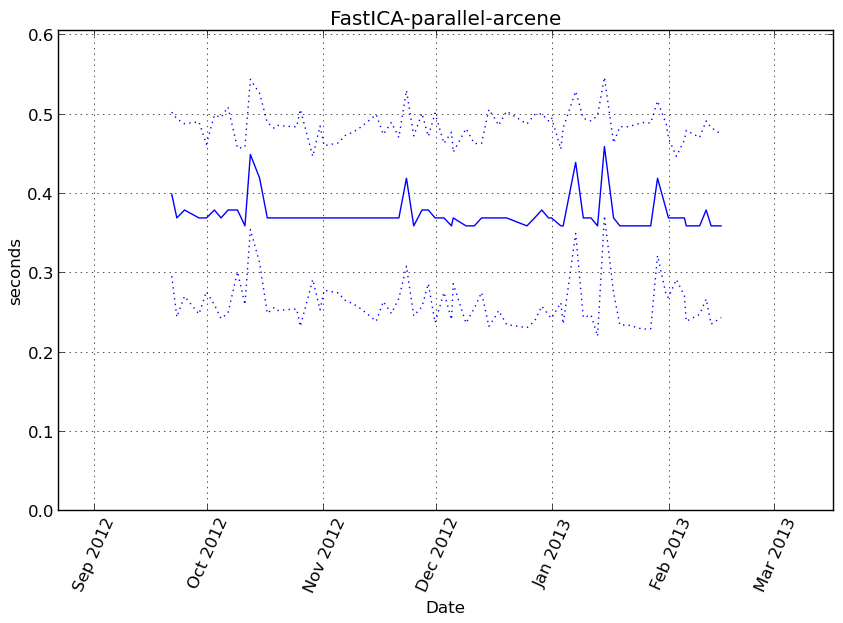 FastICA-parallel-arcene
0.6
0.5
0.4
0.3
0.2
0.1
0.0
seconds
Sep 2012
Oct 2012
Nov 2012
Dec 2012
Jan 2013
Feb 2013
Mar 2013
Date